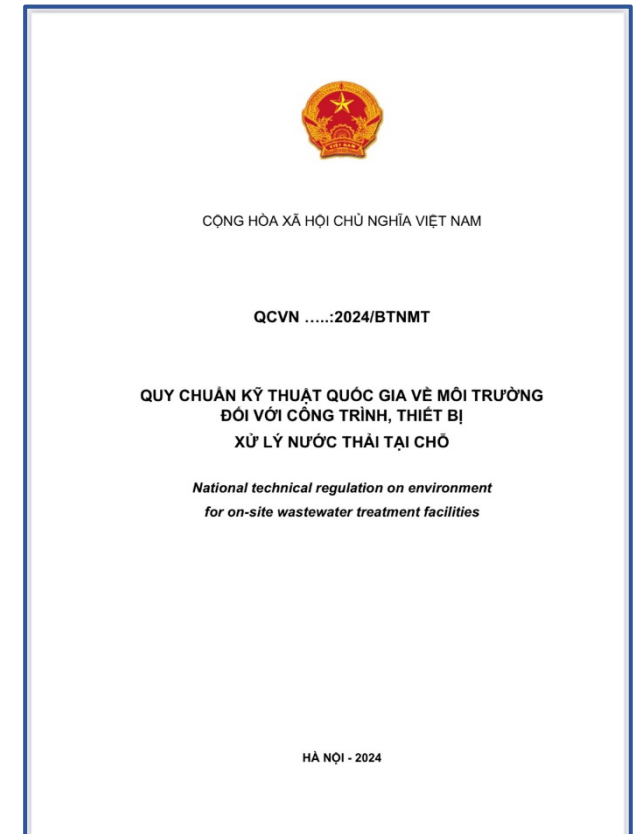 VIỆT NAM
CỘNG HÒA XÃ HỘI CHỦ NGHĨA VIỆT NAM
QCVN .....:2024/BTNMT
QUY CHUẨN KỸ THUẬT QUỐC GIA VỀ MÔI TRƯỜNG
ĐỐI VỚI CÔNG TRÌNH, THIẾT BỊ
XỬ LÝ NƯỚC THẢI TẠI CHỖ
National technical regulation on environment
for on-site wastewater treatment facilities
HÀ NỘI - 2024